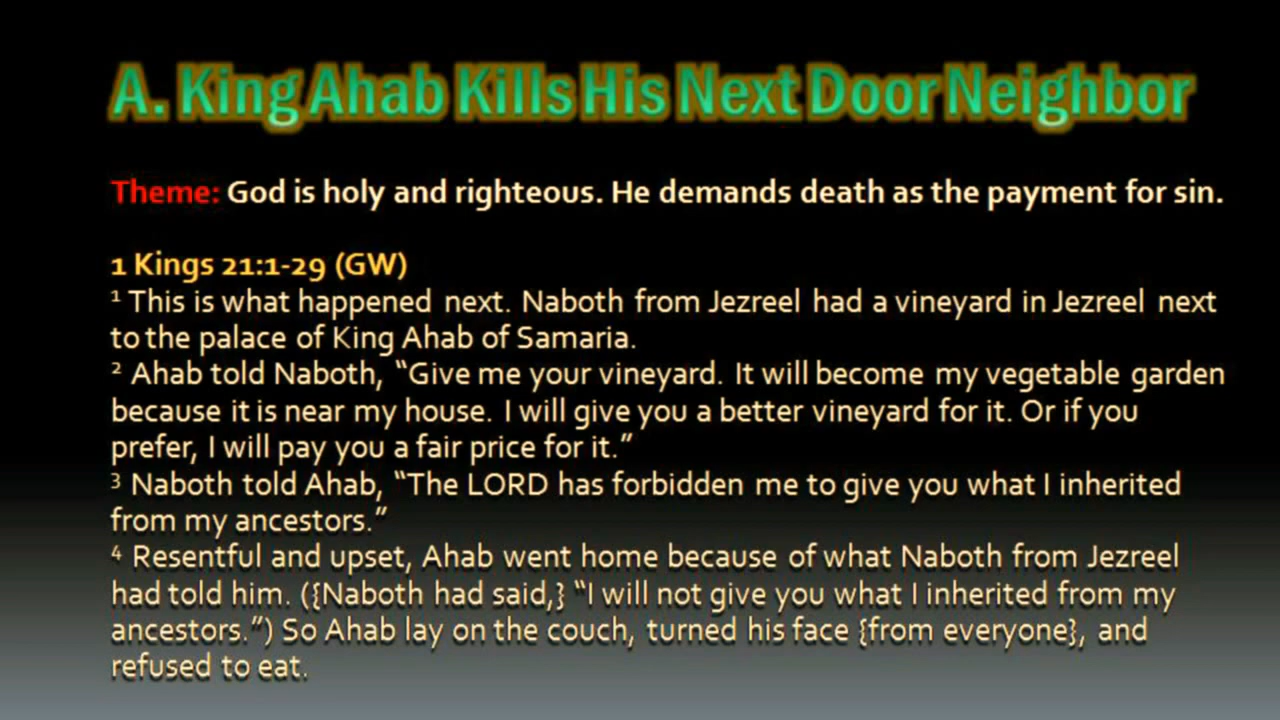 A. King Ahab Kills His Next Door Neighbor
Theme: God is holy and righteous. He demands death as the payment for sin.
1 Kings 21:1-29 (GW)
¹ This is what happened next. Naboth from Jezreel had a vineyard in Jezreel next
to the palace of King Ahab of Samaria.
² Ahab told Naboth, “Give me your vineyard. It will become my vegetable garden
because it is near my house. I will give you a better vineyard for it. Or if you
prefer, I will pay you a fair price for it.”
³ Naboth told Ahab, “The LORD has forbidden me to give you what I inherited
from my ancestors.”
⁴ Resentful and upset, Ahab went home because of what Naboth from Jezreel
had told him. ({Naboth had said,} “I will not give you what I inherited from my
ancestors.”) So Ahab lay on the couch, turned his face {from everyone}, and
refused to eat.